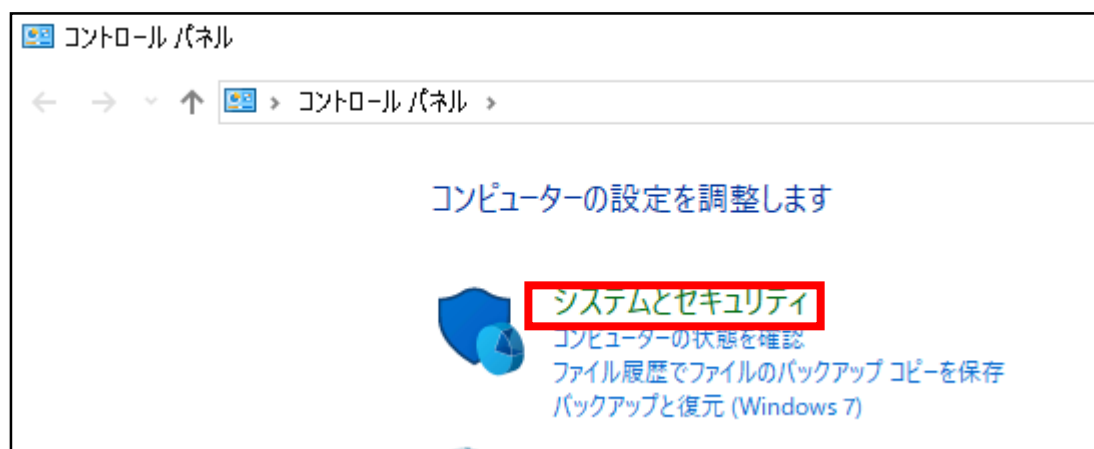 コントロール パネル
コントロール パネル
コンピューターの設定を調整します
システムとセキュリティ
コンピューターの状態を確認
ファイル履歴でファイルのバックアップ コピーを保存
バックアップと復元 (Windows 7)